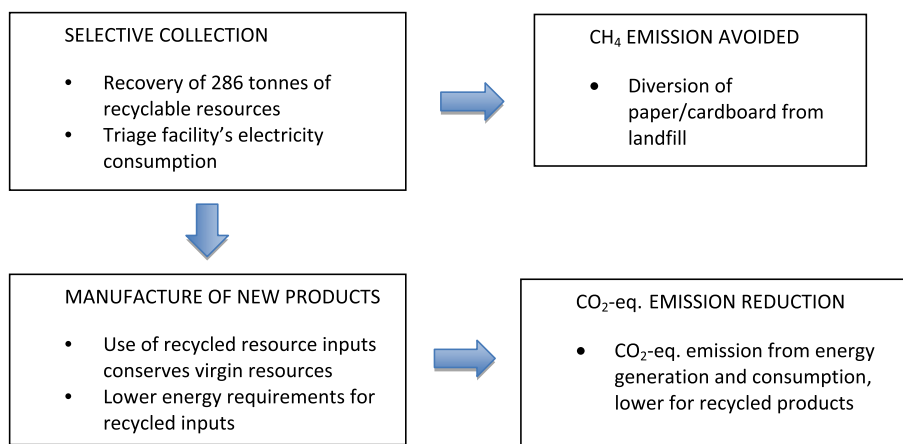 SELECTIVE COLLECTION
• Recovery of 286 tonnes of
recyclable resources
• Triage facility's electricity
consumption
CH₄ EMISSION AVOIDED
• Diversion of
paper/cardboard from
landfill
MANUFACTURE OF NEW PRODUCTS
• Use of recycled resource inputs
conserves virgin resources
• Lower energy requirements for
recycled inputs
CO₂-eq. EMISSION REDUCTION
• CO₂-eq. emission from energy
generation and consumption,
lower for recycled products